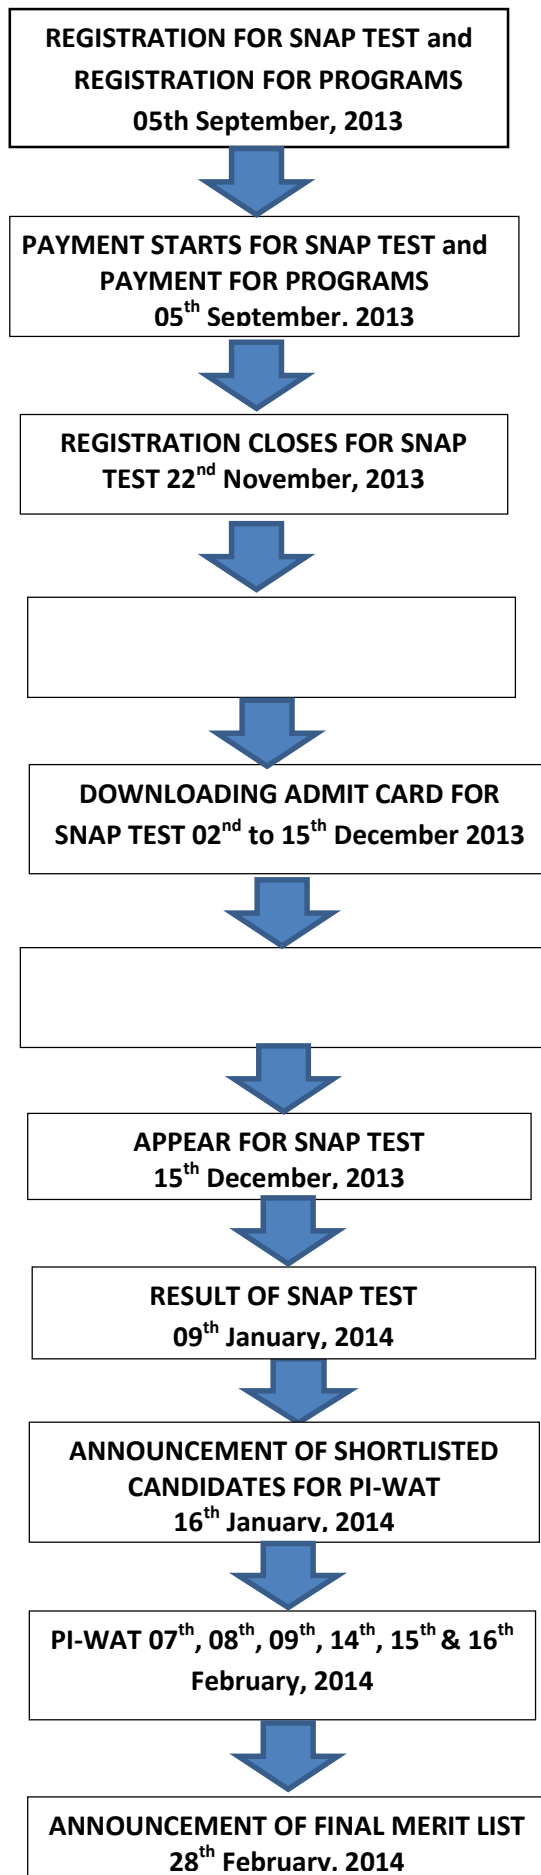 REGISTRATION FOR SNAP TEST and
REGISTRATION FOR PROGRAMS
05th September, 2013
PAYMENT STARTS FOR SNAP TEST and
PAYMENT FOR PROGRAMS
05th September, 2013
REGISTRATION CLOSES FOR SNAP
TEST 22nd November, 2013
DOWNLOADING ADMIT CARD FOR
SNAP TEST 02nd to 15th December 2013
APPEAR FOR SNAP TEST
15th December, 2013
RESULT OF SNAP TEST
09th January, 2014
ANNOUNCEMENT OF SHORTLISTED
CANDIDATES FOR PI-WAT
16th January, 2014
PI-WAT 07th, 08th, 09th, 14th, 15th & 16th
February, 2014
ANNOUNCEMENT OF FINAL MERIT LIST
28th February, 2014